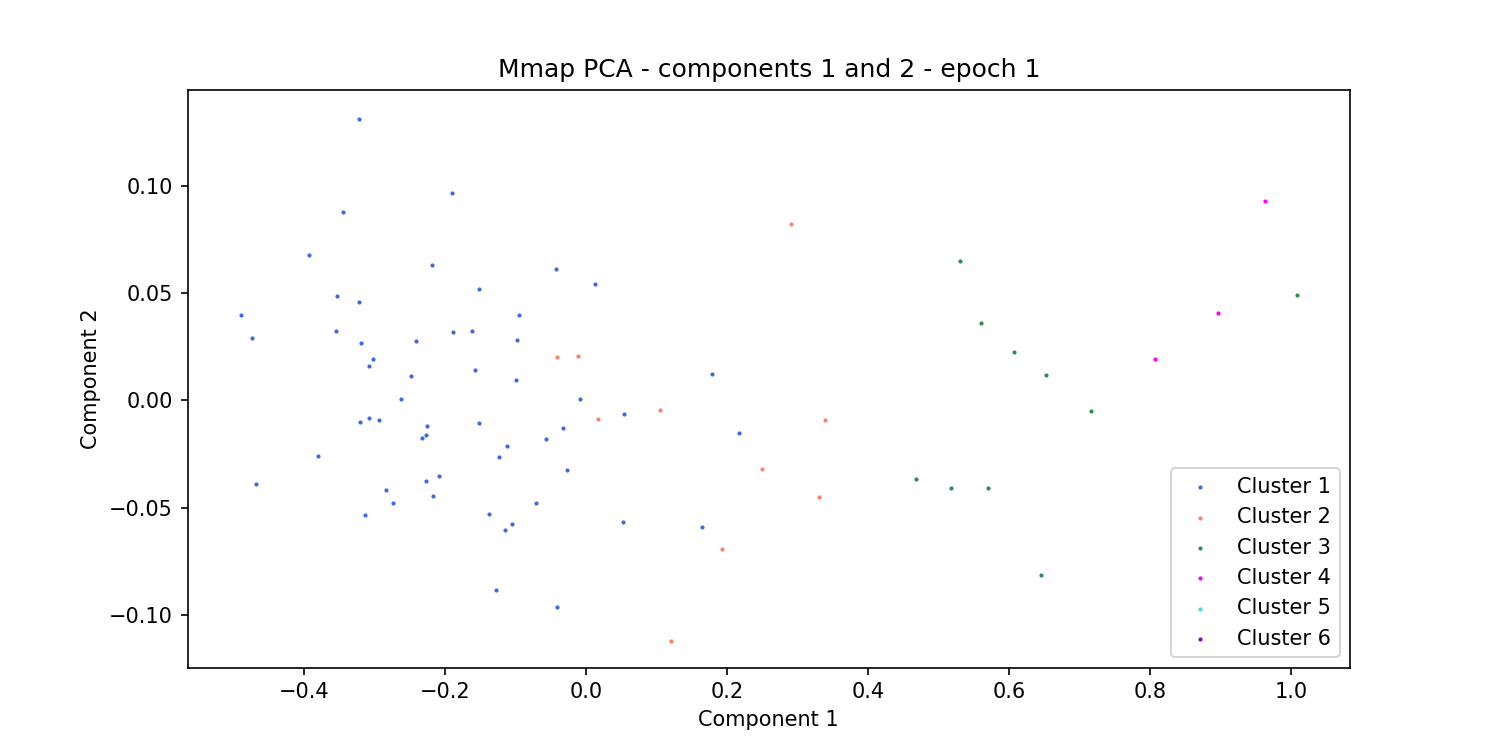 Mmap PCA - components 1 and 2 - epoch 1
Component 2
0.10
0.05
0.00
−0.05
−0.10
Cluster 1
Cluster 2
Cluster 3
Cluster 4
Cluster 5
Cluster 6
−0.4 −0.2 0.0 0.2 0.4 0.6 0.8 1.0
Component 1